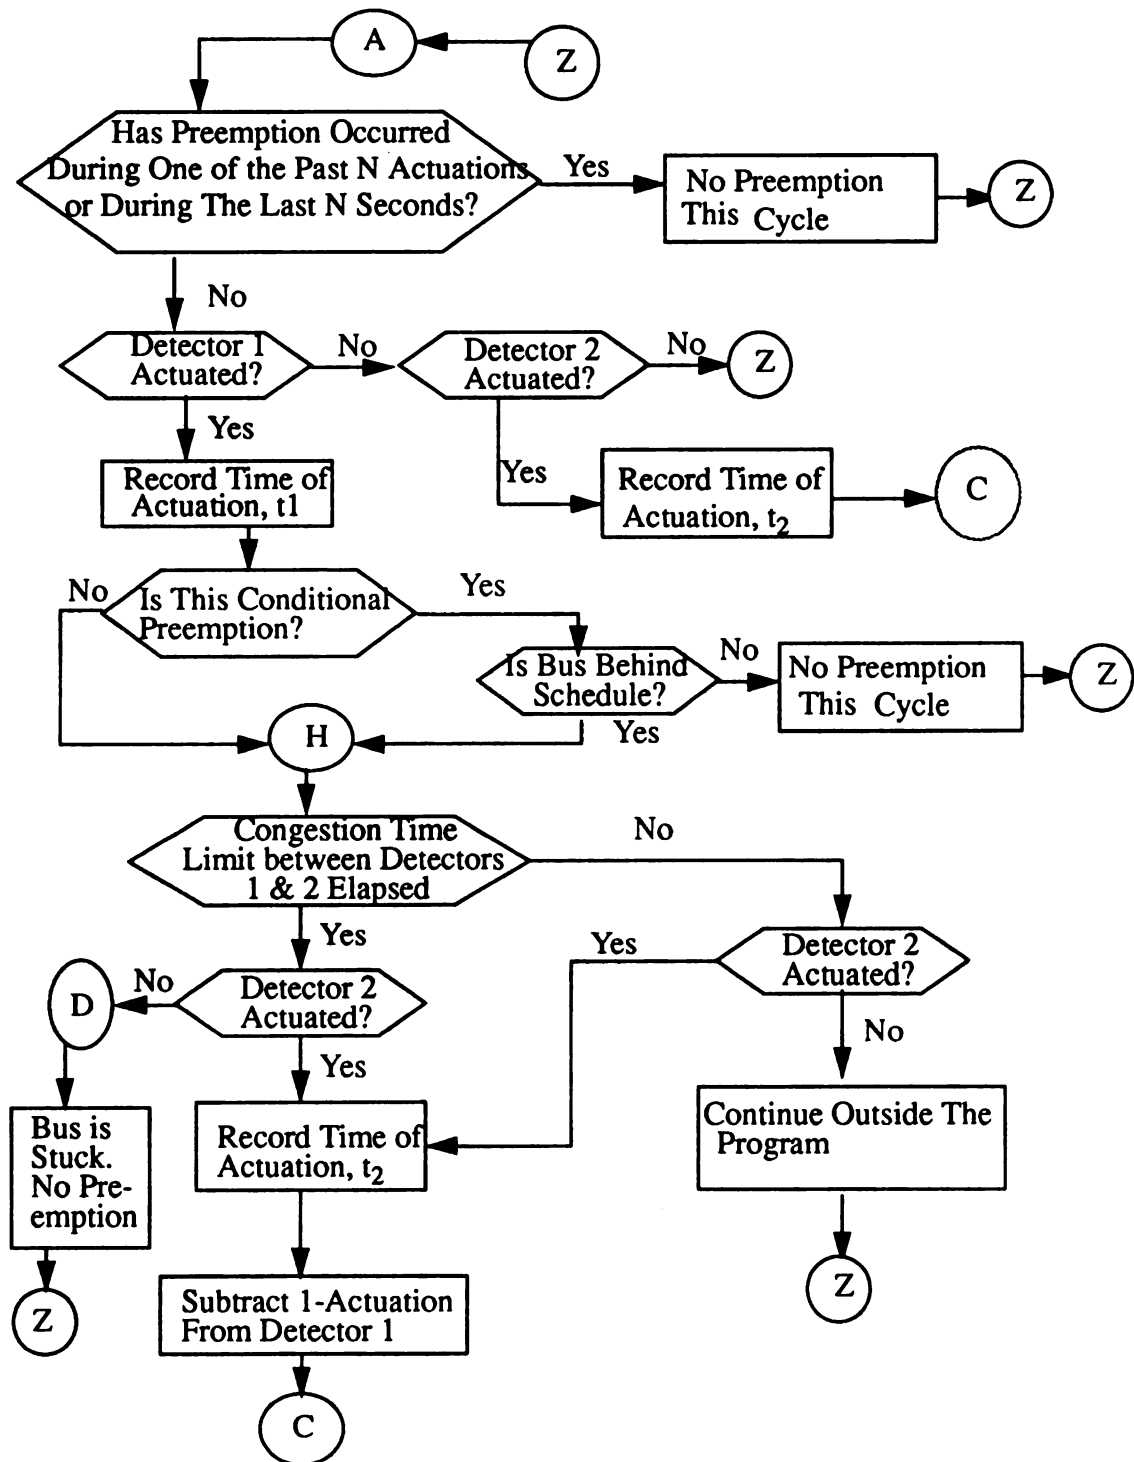 A
Z
Has Preemption Occurred
During One of the Past N Actuations
or During The Last N Seconds?
Yes
No Preemption
This Cycle
Z
No
Detector 1
Actuated?
No
Detector 2
Actuated?
No
Z
Yes
Record Time of
Actuation, t1
Yes
Record Time of
Actuation, t2
C
No
Is This Conditional
Preemption?
Yes
Is Bus Behind
Schedule?
No
No Preemption
This Cycle
Z
Yes
H
Congestion Time
Limit between Detectors
1 & 2 Elapsed
No
Yes
Yes
Detector 2
Actuated?
D
No
Detector 2
Actuated?
No
Yes
Bus is
Stuck.
No Pre-
emption
Record Time of
Actuation, t2
Continue Outside The
Program
Z
Z
Subtract 1-Actuation
From Detector 1
C